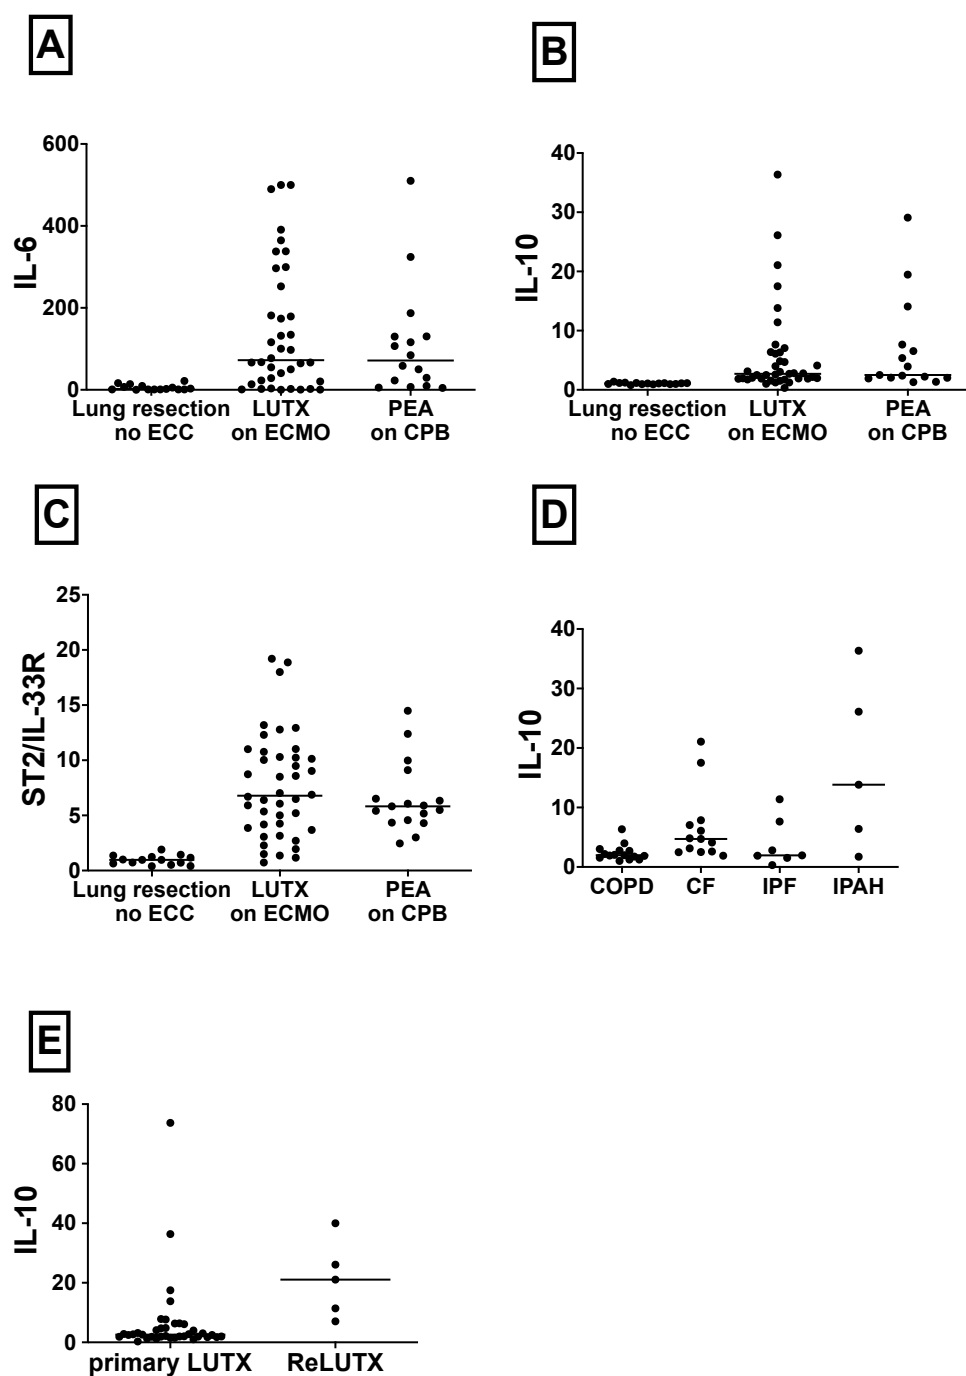 A
IL-6
600
400
200
0
Lung resection LUTX PEA
no ECC on ECMO on CPB
B
IL-10
40
30
20
10
0
Lung resection LUTX PEA
no ECC on ECMO on CPB
C
ST2/IL-33R
25
20
15
10
5
0
Lung resection LUTX PEA
no ECC on ECMO on CPB
D
IL-10
40
30
20
10
0
COPD CF IPF IPAH
E
IL-10
80
60
40
20
0
primary LUTX ReLUTX